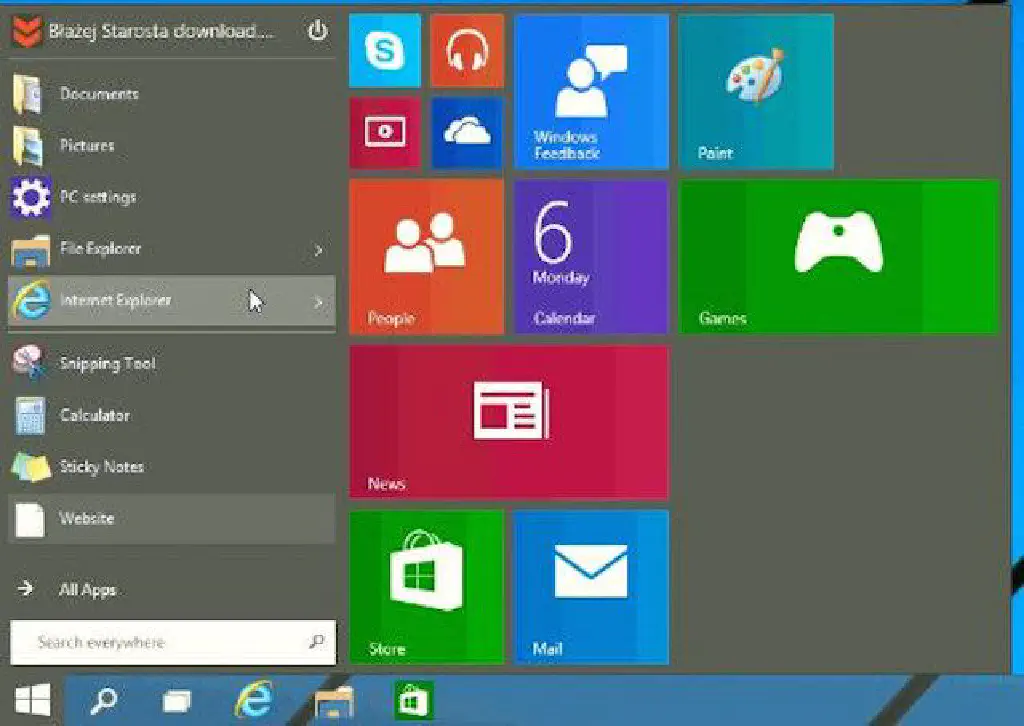 Błażej Starosta download....
Documents
Pictures
PC settings
File Explorer
Internet Explorer
Snipping Tool
Calculator
Sticky Notes
Website
All Apps
Search everywhere
Windows
Feedback
Paint
People
6
Monday
Calendar
Games
News
Store
Mail